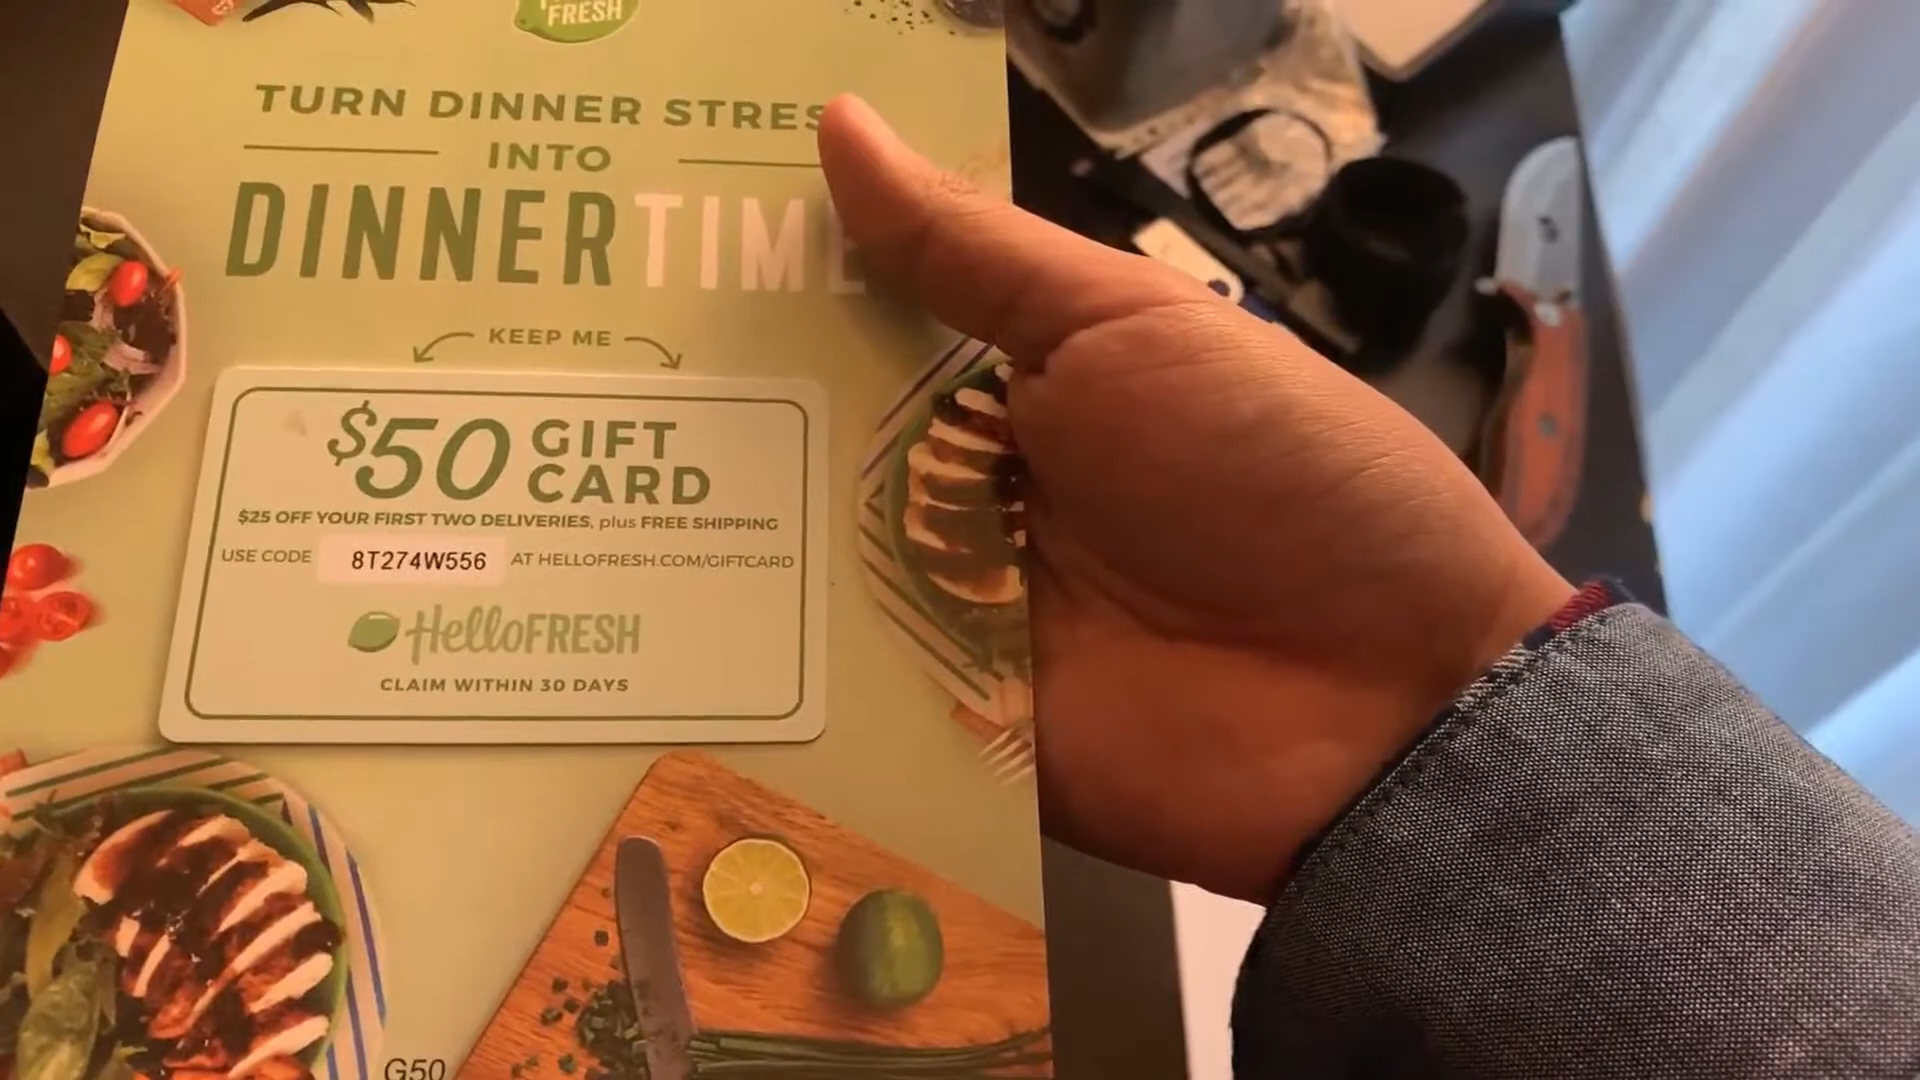 FRESH
TURN DINNER STRES
INTO
DINNERTIME
KEEP ME
$50 GIFT CARD
$25 OFF YOUR FIRST TWO DELIVERIES, plus FREE SHIPPING
USE CODE 8T274W556 AT HELLOFRESH.COM/GIFTCARD
HelloFRESH
CLAIM WITHIN 30 DAYS
G50